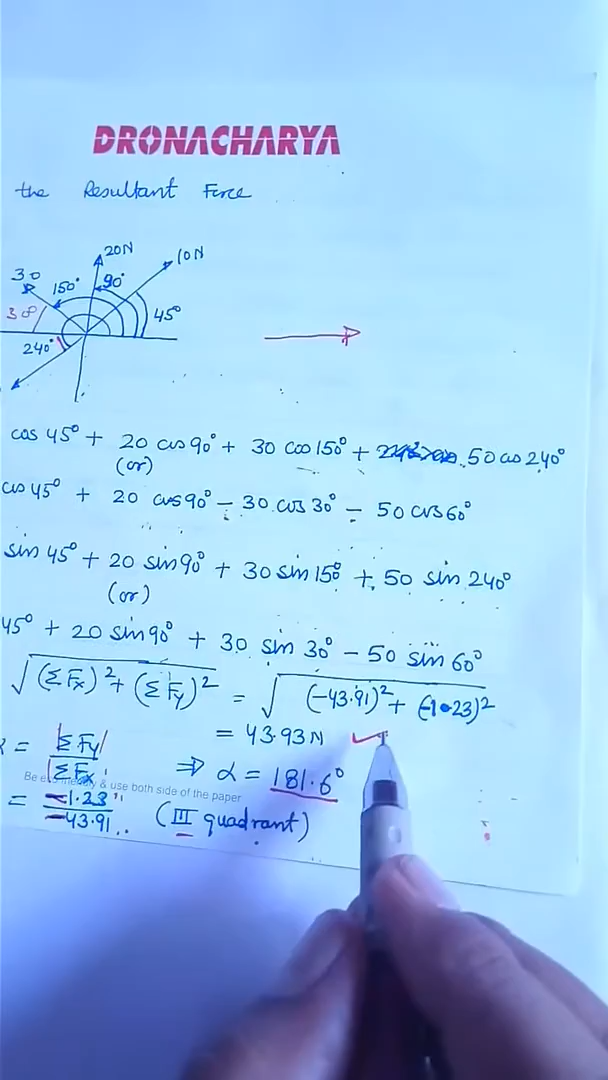 DRONACHARYA
the Resultant Force
20N
10N
30
150°
90°
30
45°
240°
cos 45° + 20 cos 90° + 30 cos 150° + 50 cos 240°
(or)
cos 45° + 20 cos 90° - 30 cos 30° - 50 cos 60°
sin 45° + 20 sin 90° + 30 sin 150° + 50 sin 240°
(or)
45° + 20 sin 90° + 30 sin 30° - 50 sin 60°
√(ΣFx)² + (ΣFy)² = √(-43.91)² + (-1.23)²
= 43.93N
= |ΣFy| / |ΣFx| ⇒ α = 181.6°
Be eco friendly & use both side of the paper
= -1.23 / -43.91 (III quadrant)